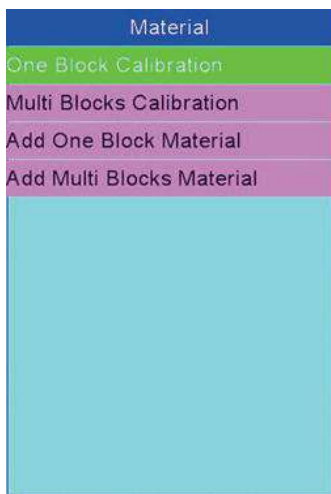 Material
One Block Calibration
Multi Blocks Calibration
Add One Block Material
Add Multi Blocks Material